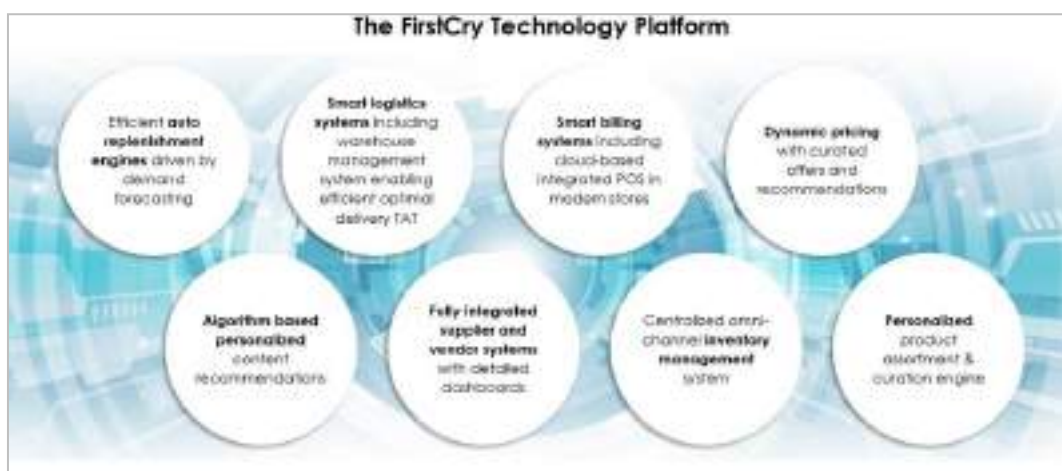 The FirstCry Technology Platform
Efficient auto
replenishment
engines driven by
demand
forecasting
Smart logistics
systems including
warehouse
management
system enabling
efficient optimal
delivery TAT
Smart billing
systems including
cloud-based
integrated POS in
modern stores
Dynamic pricing
with curated
offers and
recommendations
Algorithm based
personalized
content
recommendations
Fully integrated
supplier and
vendor systems
with detailed
dashboards
Centralized omni-
channel inventory
management
system
Personalized
product
assortment &
curation engine